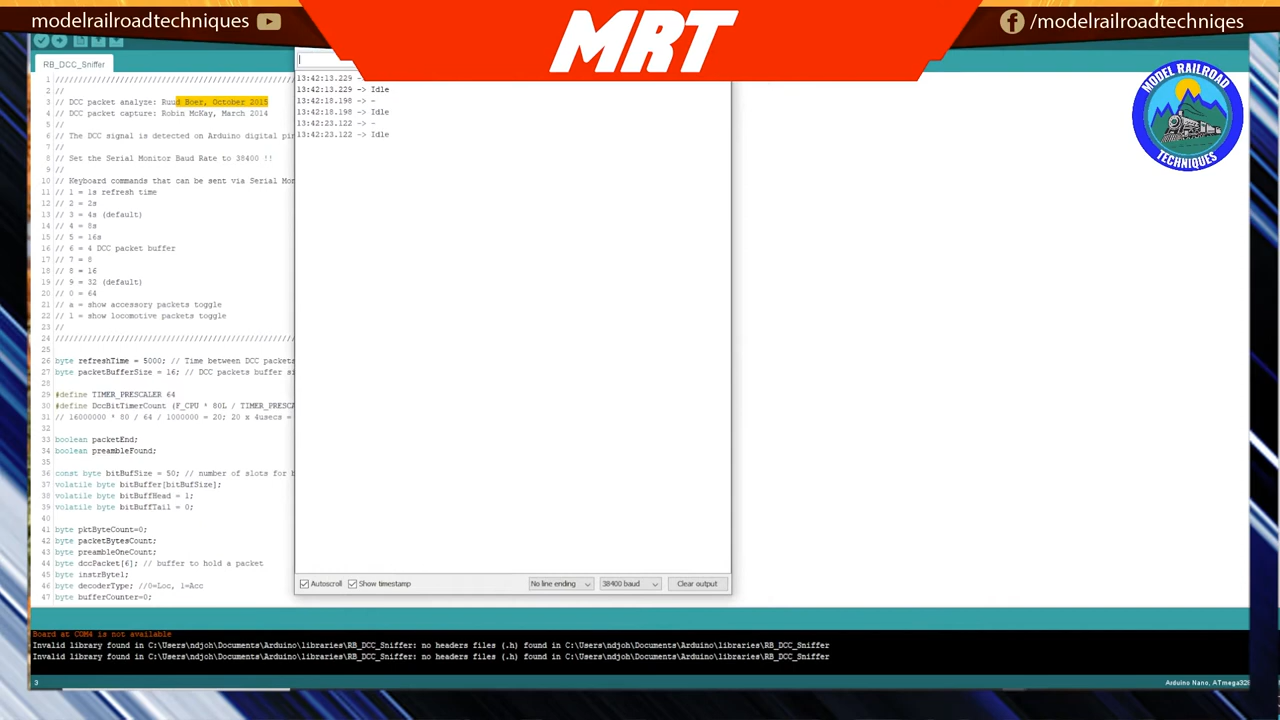 modelrailroadtechniques
MRT
/modelrailroadtechniqes
MODEL RAILROAD
TECHNIQUES
RB_DCC_Sniffer
1 ////////////////////////////////////////////////////
2 //
3 // DCC packet analyze: Ruud Boer, October 2015
4 // DCC packet capture: Robin McKay, March 2014
5 //
6 // The DCC signal is detected on Arduino digital pin
7 //
8 // Set the Serial Monitor Baud Rate to 38400 !!
9 //
10 // Keyboard commands that can be sent via Serial Mon
11 // 1 = 1s refresh time
12 // 2 = 2s
13 // 3 = 4s (default)
14 // 4 = 8s
15 // 5 = 16s
16 // 6 = 4 DCC packet buffer
17 // 7 = 8
18 // 8 = 16
19 // 9 = 32 (default)
20 // 0 = 64
21 // a = show accessory packets toggle
22 // l = show locomotive packets toggle
23 //
24 ////////////////////////////////////////////////////
25
26 byte refreshTime = 5000; // Time between DCC packets
27 byte packetBufferSize = 16; // DCC packets buffer si
28
29 #define TIMER_PRESCALER 64
30 #define DccBitTimerCount (F_CPU * 80L / TIMER_PRESCA
31 // 16000000 * 80 / 64 / 1000000 = 20; 20 x 4usecs =
32
33 boolean packetEnd;
34 boolean preambleFound;
35
36 const byte bitBufSize = 50; // number of slots for b
37 volatile byte bitBuffer[bitBufSize];
38 volatile byte bitBuffHead = 1;
39 volatile byte bitBuffTail = 0;
40
41 byte pktByteCount=0;
42 byte packetBytesCount;
43 byte preambleOneCount;
44 byte dccPacket[6]; // buffer to hold a packet
45 byte instrByte1;
46 byte decoderType; //0=Loc, 1=Acc
47 byte bufferCounter=0;
13:42:13.229 -> -
13:42:13.229 -> Idle
13:42:18.198 -> -
13:42:18.198 -> Idle
13:42:23.122 -> -
13:42:23.122 -> Idle
Autoscroll Show timestamp No line ending 38400 baud Clear output
Board at COM4 is not available
Invalid library found in C:\Users\ndjoh\Documents\Arduino\libraries\RB_DCC_Sniffer: no headers files (.h) found in C:\Users\ndjoh\Documents\Arduino\libraries\RB_DCC_Sniffer
Invalid library found in C:\Users\ndjoh\Documents\Arduino\libraries\RB_DCC_Sniffer: no headers files (.h) found in C:\Users\ndjoh\Documents\Arduino\libraries\RB_DCC_Sniffer
3
Arduino Nano, ATmega328